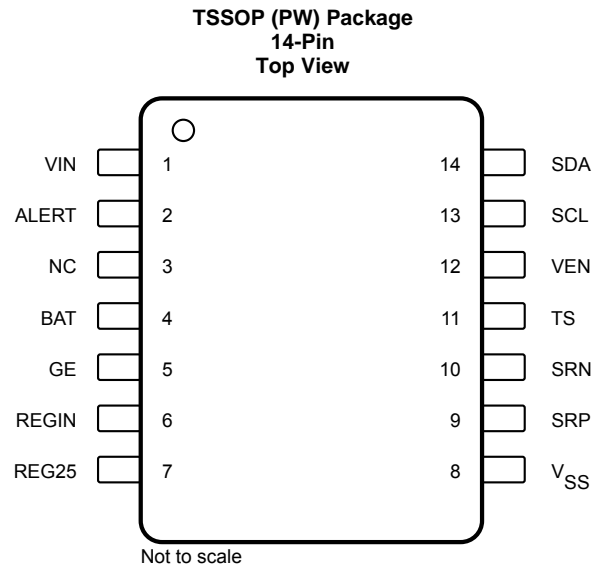 TSSOP (PW) Package
14-Pin
Top View
VIN 1 14 SDA
ALERT 2 13 SCL
NC 3 12 VEN
BAT 4 11 TS
GE 5 10 SRN
REGIN 6 9 SRP
REG25 7 8 VSS
Not to scale